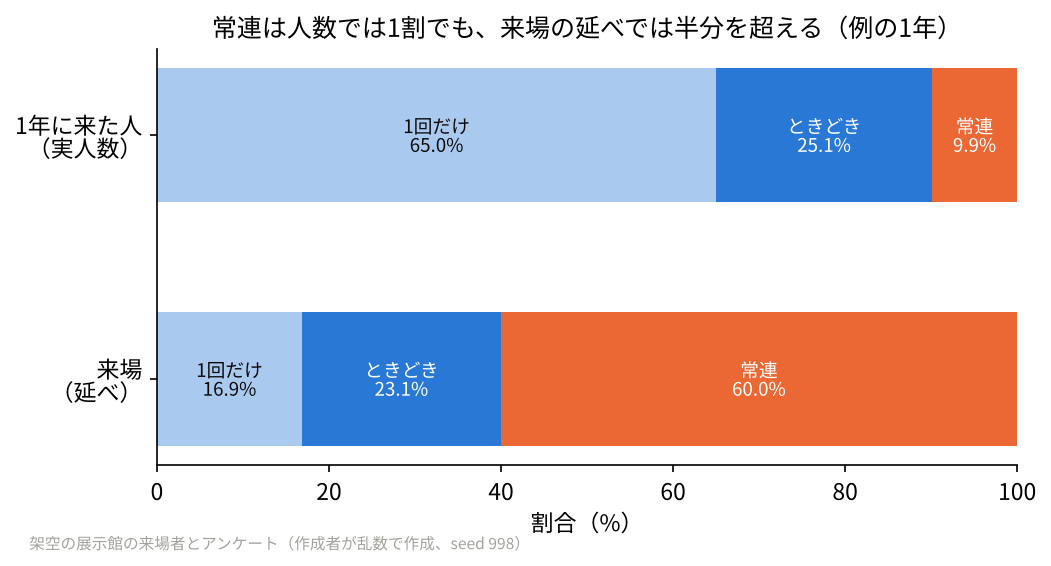 常連は人数では1割でも、来場の延べでは半分を超える（例の1年）
1年に来た人
（実人数）
1回だけ
65.0%
ときどき
25.1%
常連
9.9%
来場
（延べ）
1回だけ
16.9%
ときどき
23.1%
常連
60.0%
0
20
40
60
80
100
割合（%）
架空の展示館の来場者とアンケート（作成者が乱数で作成、seed 998）